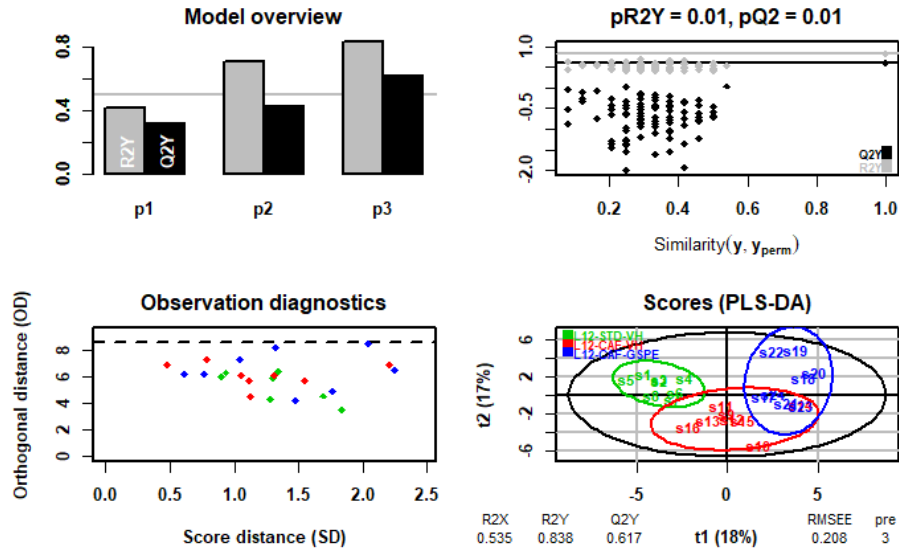 Model overview
0.8
0.4
0.0
R2Y
Q2Y
p1
p2
p3
pR2Y = 0.01, pQ2 = 0.01
1.0
-0.5
-2.0
Q2Y
R2Y
0.2
0.4
0.6
0.8
1.0
Similarity(y, yperm)
Observation diagnostics
Orthogonal distance (OD)
8
6
4
2
0
0.0
0.5
1.0
1.5
2.0
2.5
Score distance (SD)
Scores (PLS-DA)
t2 (17%)
6
2
-2
-6
L12-STD-VH
L12-CAF-VH
L12-CAF-GSPE
s22
s19
s20
s18
s5
s1
s4
s11
s13
s16
s15
-5
0
5
R2X
R2Y
Q2Y
t1 (18%)
RMSEE
pre
0.535
0.838
0.617
0.208
3